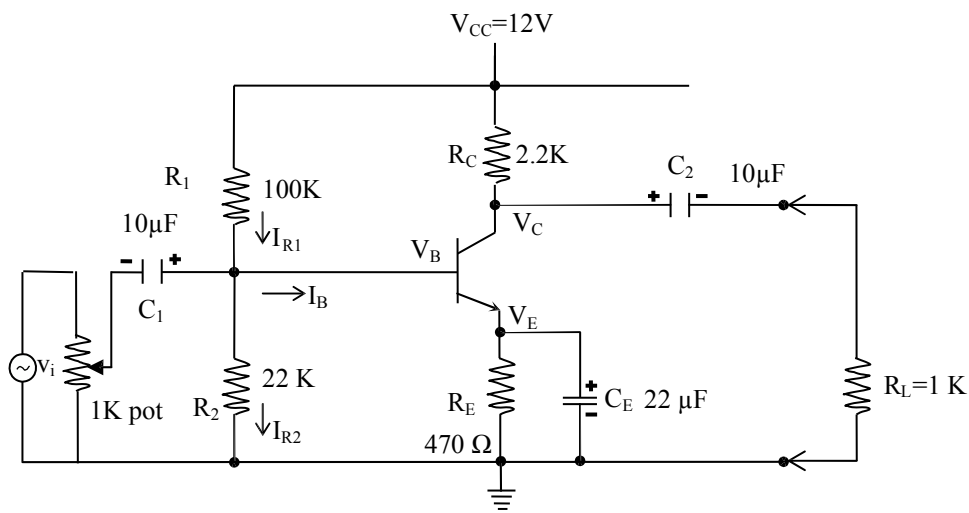 V_CC=12V
R_C 2.2K
C_2 10µF
R_1 100K
10µF
I_R1
V_C
V_B
I_B
C_1
V_E
v_i
22 K
R_L=1 K
1K pot
R_2
I_R2
R_E
C_E 22 µF
470 Ω